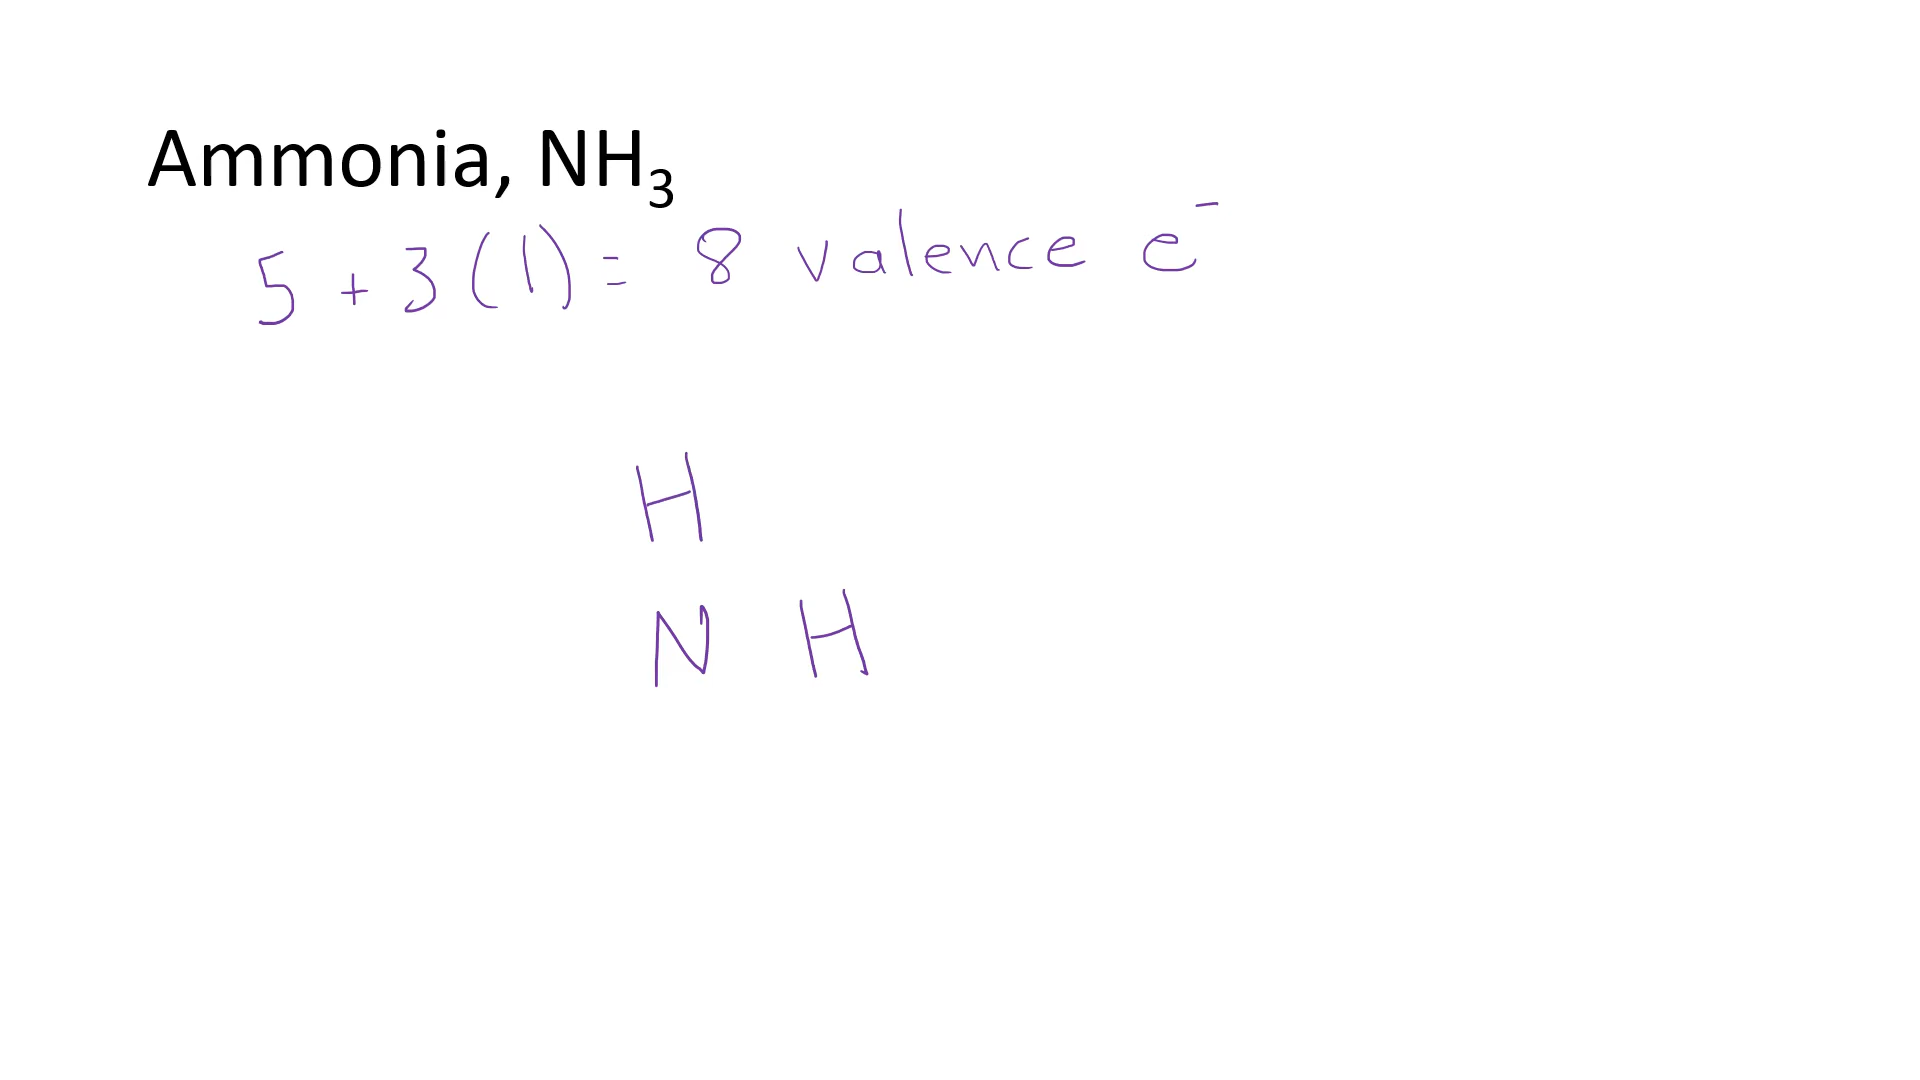 Ammonia, NH₃
5 + 3 (1) = 8 valence e⁻
H
N H